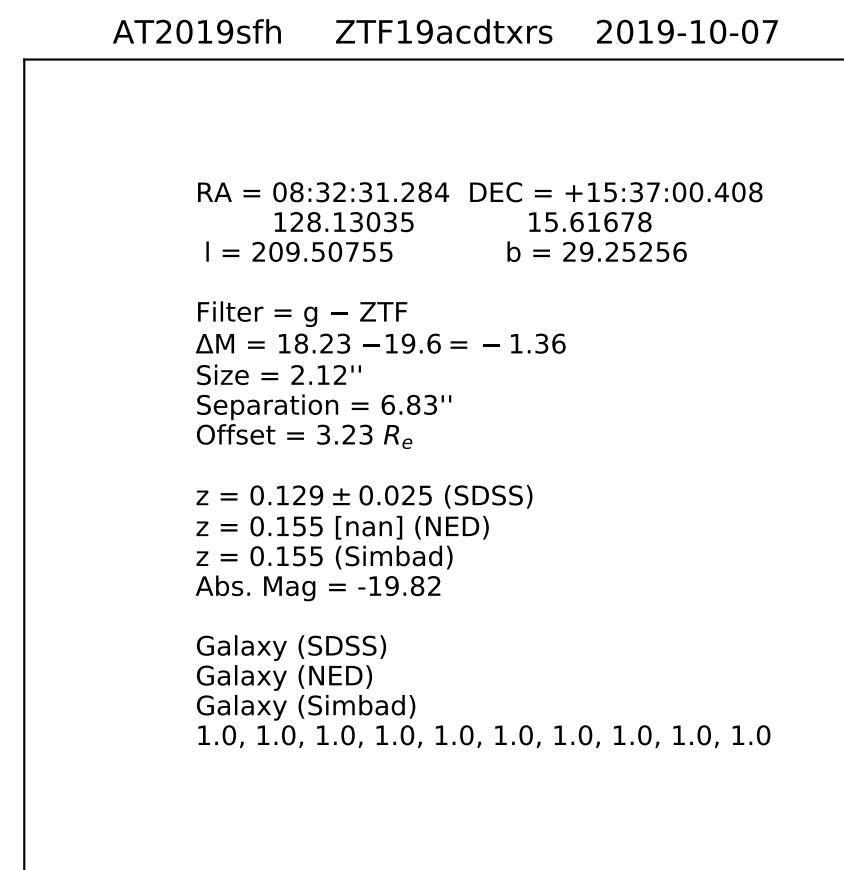 AT2019sfh ZTF19acdtxrs 2019-10-07
RA = 08:32:31.284 DEC = +15:37:00.408
128.13035 15.61678
l = 209.50755 b = 29.25256
Filter = g − ZTF
ΔM = 18.23 −19.6 = − 1.36
Size = 2.12''
Separation = 6.83''
Offset = 3.23 Re
z = 0.129 ± 0.025 (SDSS)
z = 0.155 [nan] (NED)
z = 0.155 (Simbad)
Abs. Mag = -19.82
Galaxy (SDSS)
Galaxy (NED)
Galaxy (Simbad)
1.0, 1.0, 1.0, 1.0, 1.0, 1.0, 1.0, 1.0, 1.0, 1.0